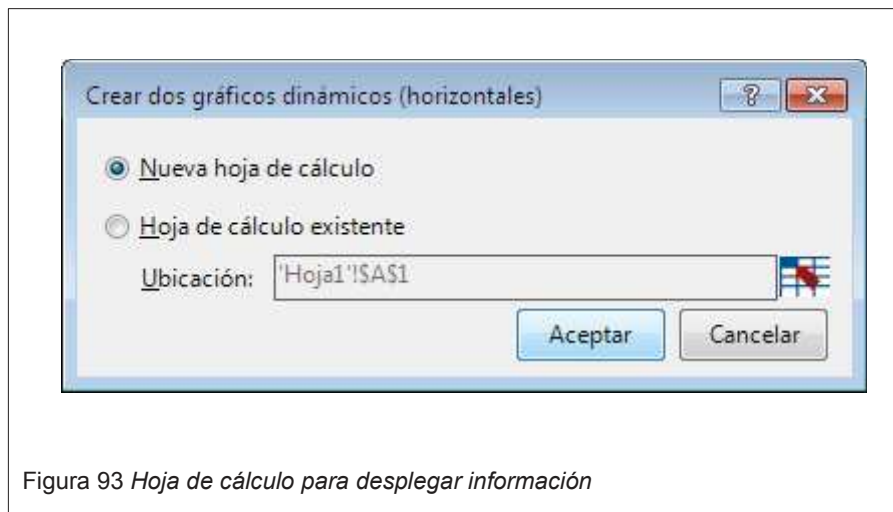 Crear dos gráficos dinámicos (horizontales)
Nueva hoja de cálculo
Hoja de cálculo existente
Ubicación: 'Hoja1'!$A$1
Aceptar Cancelar
Figura 93 Hoja de cálculo para desplegar información